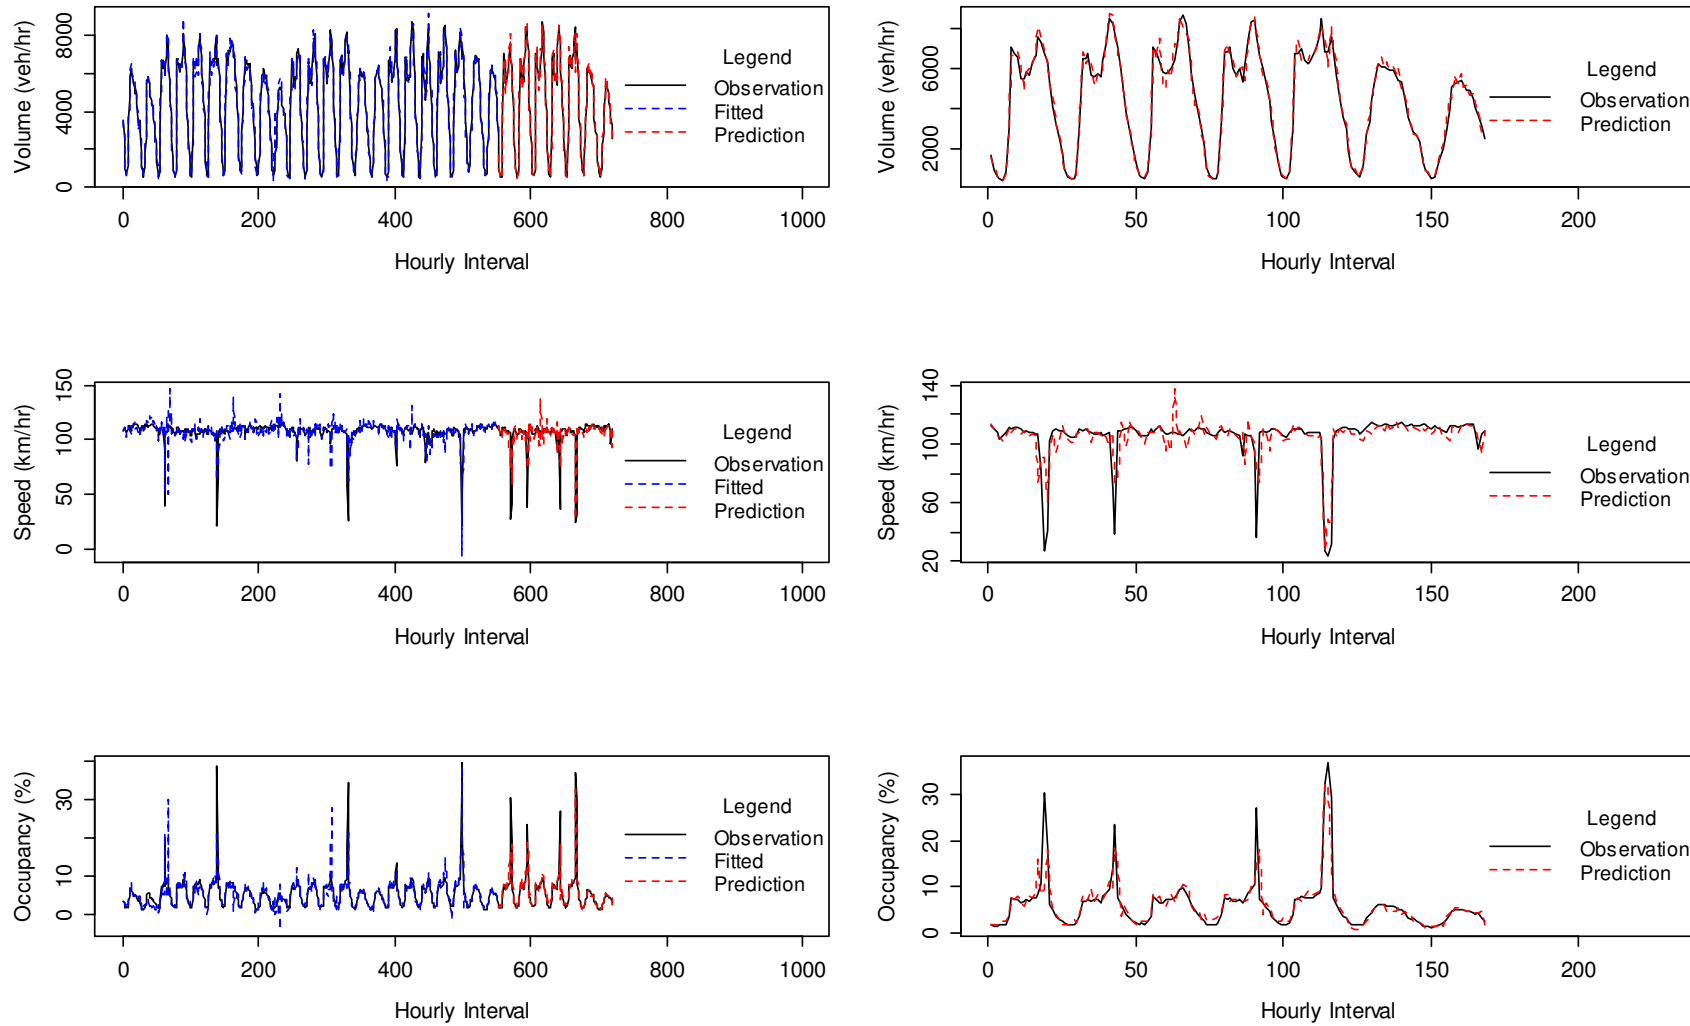 Volume (veh/hr)
0 4000 8000
Legend
Observation
Fitted
Prediction
0 200 400 600 800 1000
Hourly Interval
Volume (veh/hr)
2000 6000
Legend
Observation
Prediction
0 50 100 150 200
Hourly Interval
Speed (km/hr)
0 50 100 150
Legend
Observation
Fitted
Prediction
0 200 400 600 800 1000
Hourly Interval
Speed (km/hr)
20 60 100 140
Legend
Observation
Prediction
0 50 100 150 200
Hourly Interval
Occupancy (%)
0 10 30
Legend
Observation
Fitted
Prediction
0 200 400 600 800 1000
Hourly Interval
Occupancy (%)
0 10 20 30
Legend
Observation
Prediction
0 50 100 150 200
Hourly Interval